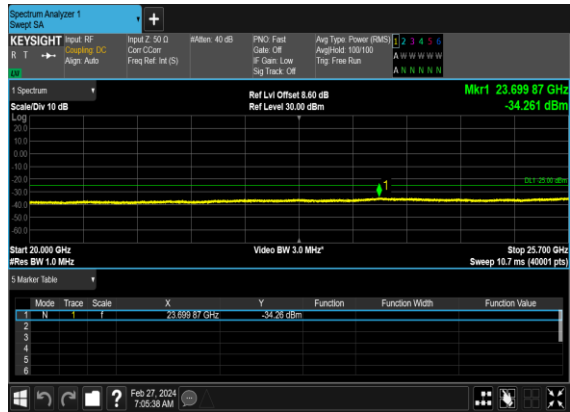 Spectrum Analyzer 1
Swept SA
+
KEYSIGHT Input: RF Input Z: 50 Ω #Atten: 40 dB PNO: Fast Avg Type: Power (RMS) 1 2 3 4 5 6
R T Coupling: DC Corr CCorr Gate: Off Avg|Hold: 100/100 A W W W W W
Align: Auto Freq Ref: Int (S) IF Gain: Low Trig: Free Run
LU Sig Track: Off A N N N N N
1 Spectrum Ref Lvl Offset 8.60 dB Mkr1 23.699 87 GHz
Scale/Div 10 dB Ref Level 30.00 dBm -34.261 dBm
Log
20.0
10.0
0.00
-10.0
-20.0
1
DL1 -25.00 dBm
-30.0
-40.0
-50.0
-60.0
Start 20.000 GHz Video BW 3.0 MHz* Stop 25.700 GHz
#Res BW 1.0 MHz Sweep 10.7 ms (40001 pts)
5 Marker Table
Mode Trace Scale X Y Function Function Width Function Value
1 N 1 f 23.699 87 GHz -34.26 dBm
2
3
4
5
6
? Feb 27, 2024
7:05:38 AM